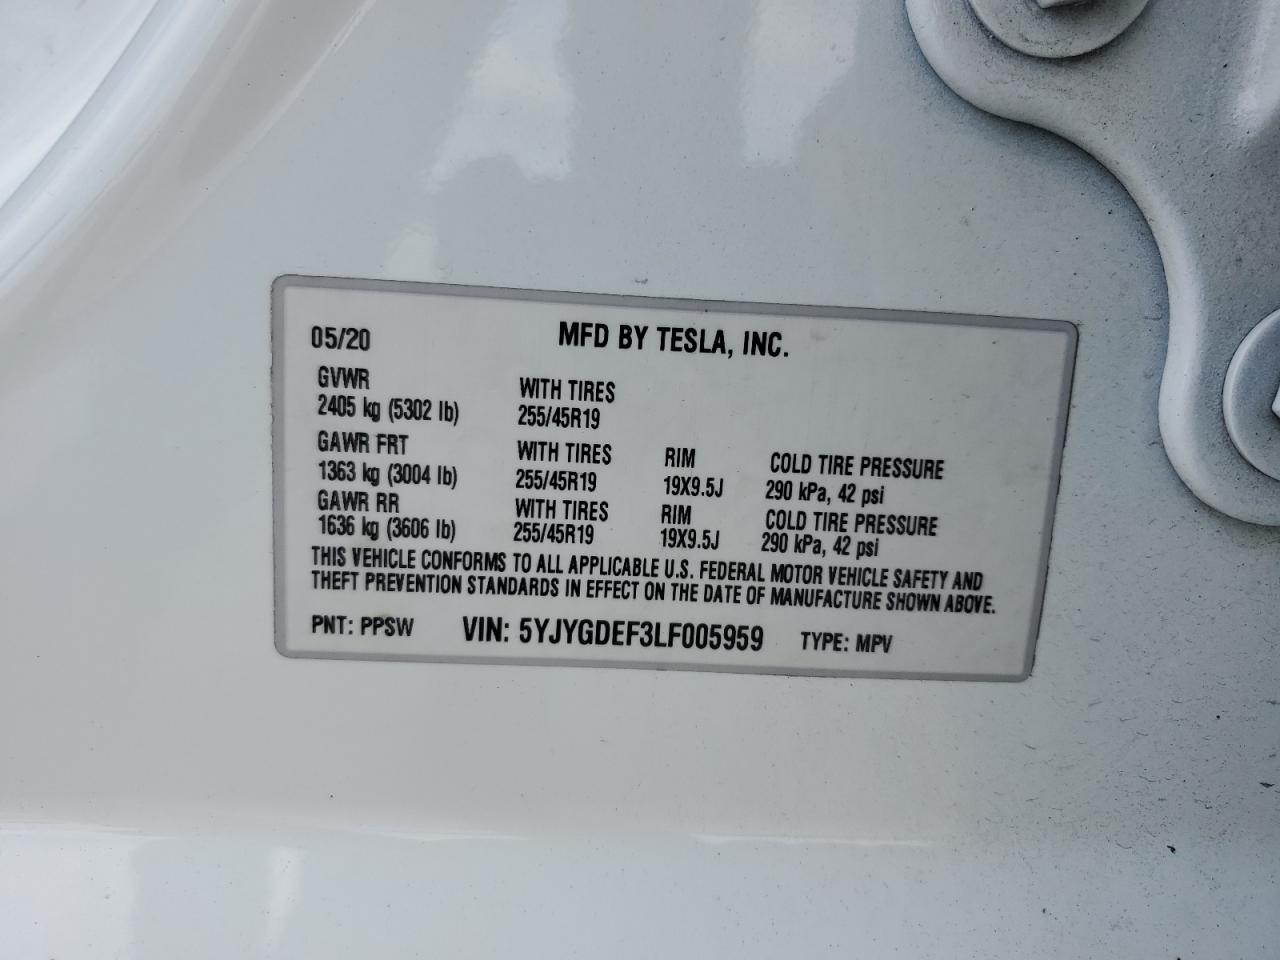 05/20 MFD BY TESLA, INC.
GVWR WITH TIRES
2405 kg (5302 lb) 255/45R19
GAWR FRT WITH TIRES RIM COLD TIRE PRESSURE
1363 kg (3004 lb) 255/45R19 19X9.5J 290 kPa, 42 psi
GAWR RR WITH TIRES RIM COLD TIRE PRESSURE
1636 kg (3606 lb) 255/45R19 19X9.5J 290 kPa, 42 psi
THIS VEHICLE CONFORMS TO ALL APPLICABLE U.S. FEDERAL MOTOR VEHICLE SAFETY AND
THEFT PREVENTION STANDARDS IN EFFECT ON THE DATE OF MANUFACTURE SHOWN ABOVE.
PNT: PPSW VIN: 5YJYGDEF3LF005959 TYPE: MPV